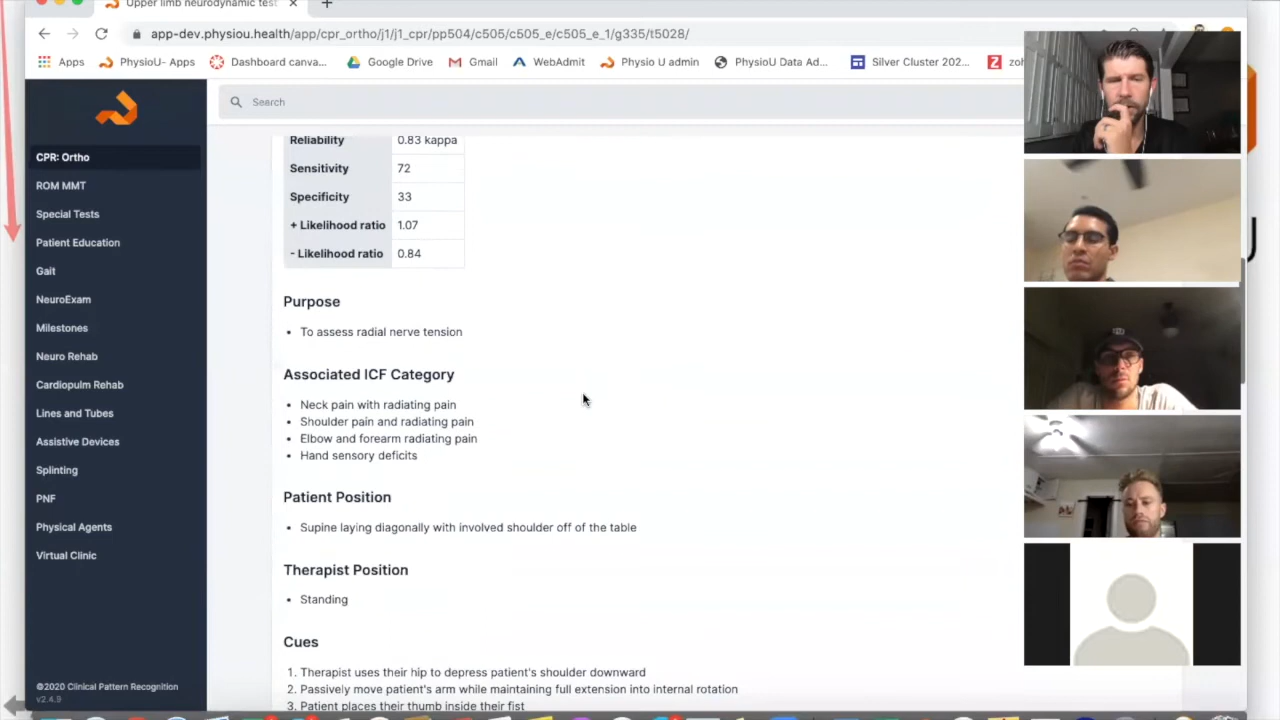 Upper limb neurodynamic test
app-dev.physiou.health/app/cpr_ortho/j1/j1_cpr/pp504/c505/c505_e/c505_e_1/g335/t5028/
Apps PhysioU- Apps Dashboard canva... Google Drive Gmail WebAdmit Physio U admin PhysioU Data Ad... Silver Cluster 202... zoh
Search
CPR: Ortho
ROM MMT
Special Tests
Patient Education
Gait
NeuroExam
Milestones
Neuro Rehab
Cardiopulm Rehab
Lines and Tubes
Assistive Devices
Splinting
PNF
Physical Agents
Virtual Clinic
©2020 Clinical Pattern Recognition
v2.4.9
Reliability 0.83 kappa
Sensitivity 72
Specificity 33
+ Likelihood ratio 1.07
- Likelihood ratio 0.84
Purpose
• To assess radial nerve tension
Associated ICF Category
• Neck pain with radiating pain
• Shoulder pain and radiating pain
• Elbow and forearm radiating pain
• Hand sensory deficits
Patient Position
• Supine laying diagonally with involved shoulder off of the table
Therapist Position
• Standing
Cues
1. Therapist uses their hip to depress patient's shoulder downward
2. Passively move patient's arm while maintaining full extension into internal rotation
3. Patient places their thumb inside their fist
U